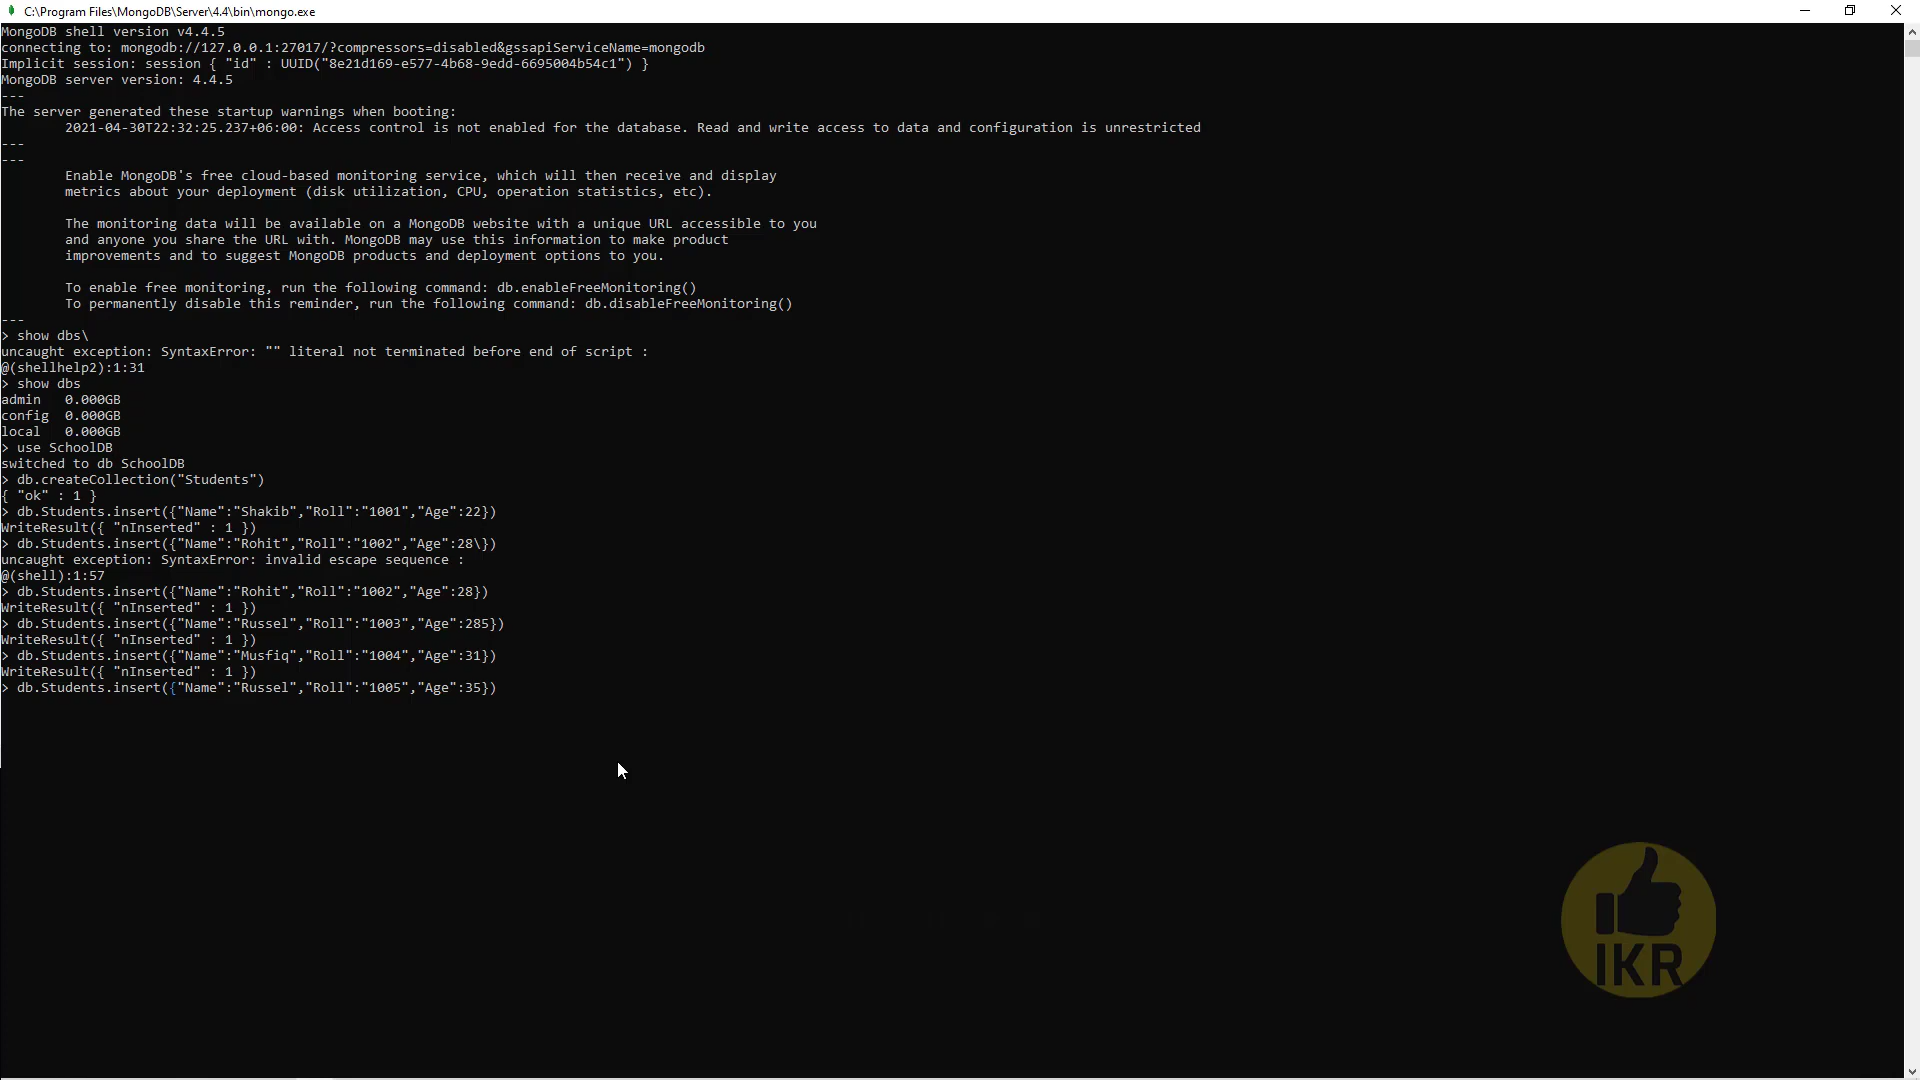 C:\Program Files\MongoDB\Server\4.4\bin\mongo.exe
MongoDB shell version v4.4.5
connecting to: mongodb://127.0.0.1:27017/?compressors=disabled&gssapiServiceName=mongodb
Implicit session: session { "id" : UUID("8e21d169-e577-4b68-9edd-6695004b54c1") }
MongoDB server version: 4.4.5
---
The server generated these startup warnings when booting:
        2021-04-30T22:32:25.237+06:00: Access control is not enabled for the database. Read and write access to data and configuration is unrestricted
---
---
        Enable MongoDB's free cloud-based monitoring service, which will then receive and display
        metrics about your deployment (disk utilization, CPU, operation statistics, etc).

        The monitoring data will be available on a MongoDB website with a unique URL accessible to you
        and anyone you share the URL with. MongoDB may use this information to make product
        improvements and to suggest MongoDB products and deployment options to you.

        To enable free monitoring, run the following command: db.enableFreeMonitoring()
        To permanently disable this reminder, run the following command: db.disableFreeMonitoring()
---
> show dbs\
uncaught exception: SyntaxError: "" literal not terminated before end of script :
@(shellhelp2):1:31
> show dbs
admin   0.000GB
config  0.000GB
local   0.000GB
> use SchoolDB
switched to db SchoolDB
> db.createCollection("Students")
{ "ok" : 1 }
> db.Students.insert({"Name":"Shakib","Roll":"1001","Age":22})
WriteResult({ "nInserted" : 1 })
> db.Students.insert({"Name":"Rohit","Roll":"1002","Age":28\})
uncaught exception: SyntaxError: invalid escape sequence :
@(shell):1:57
> db.Students.insert({"Name":"Rohit","Roll":"1002","Age":28})
WriteResult({ "nInserted" : 1 })
> db.Students.insert({"Name":"Russel","Roll":"1003","Age":285})
WriteResult({ "nInserted" : 1 })
> db.Students.insert({"Name":"Musfiq","Roll":"1004","Age":31})
WriteResult({ "nInserted" : 1 })
> db.Students.insert({"Name":"Russel","Roll":"1005","Age":35})
IKR